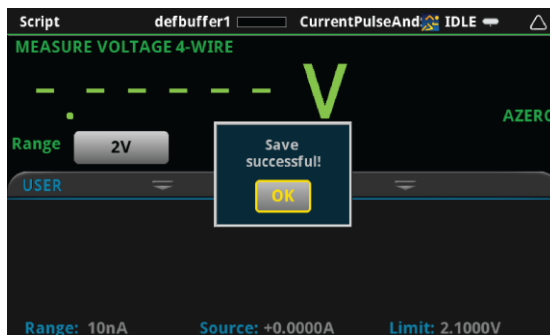 Script defbuffer1 CurrentPulseAnd IDLE
MEASURE VOLTAGE 4-WIRE
-.----- V
AZERO
Range 2V
Save
successful!
OK
USER
Range: 10nA Source: +0.0000A Limit: 2.1000V